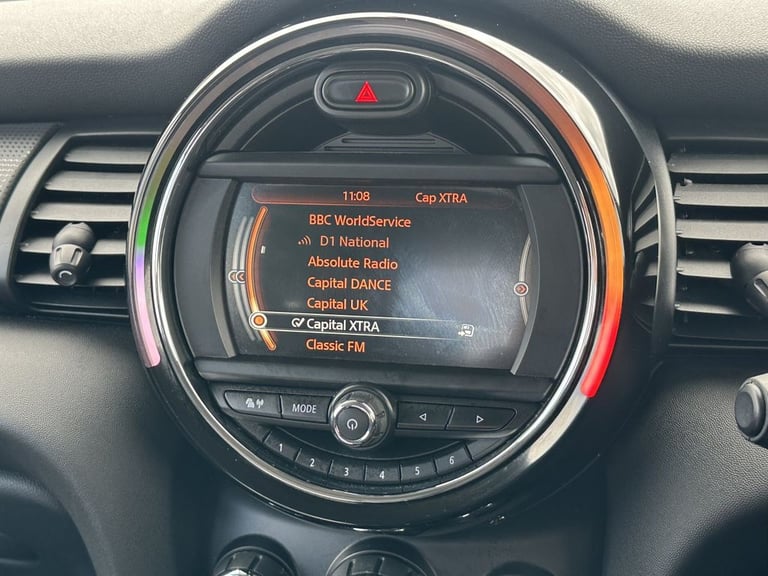 11:08 Cap XTRA
BBC WorldService
D1 National
Absolute Radio
Capital DANCE
Capital UK
Capital XTRA
Classic FM
MODE
1 2 3 4 5 6